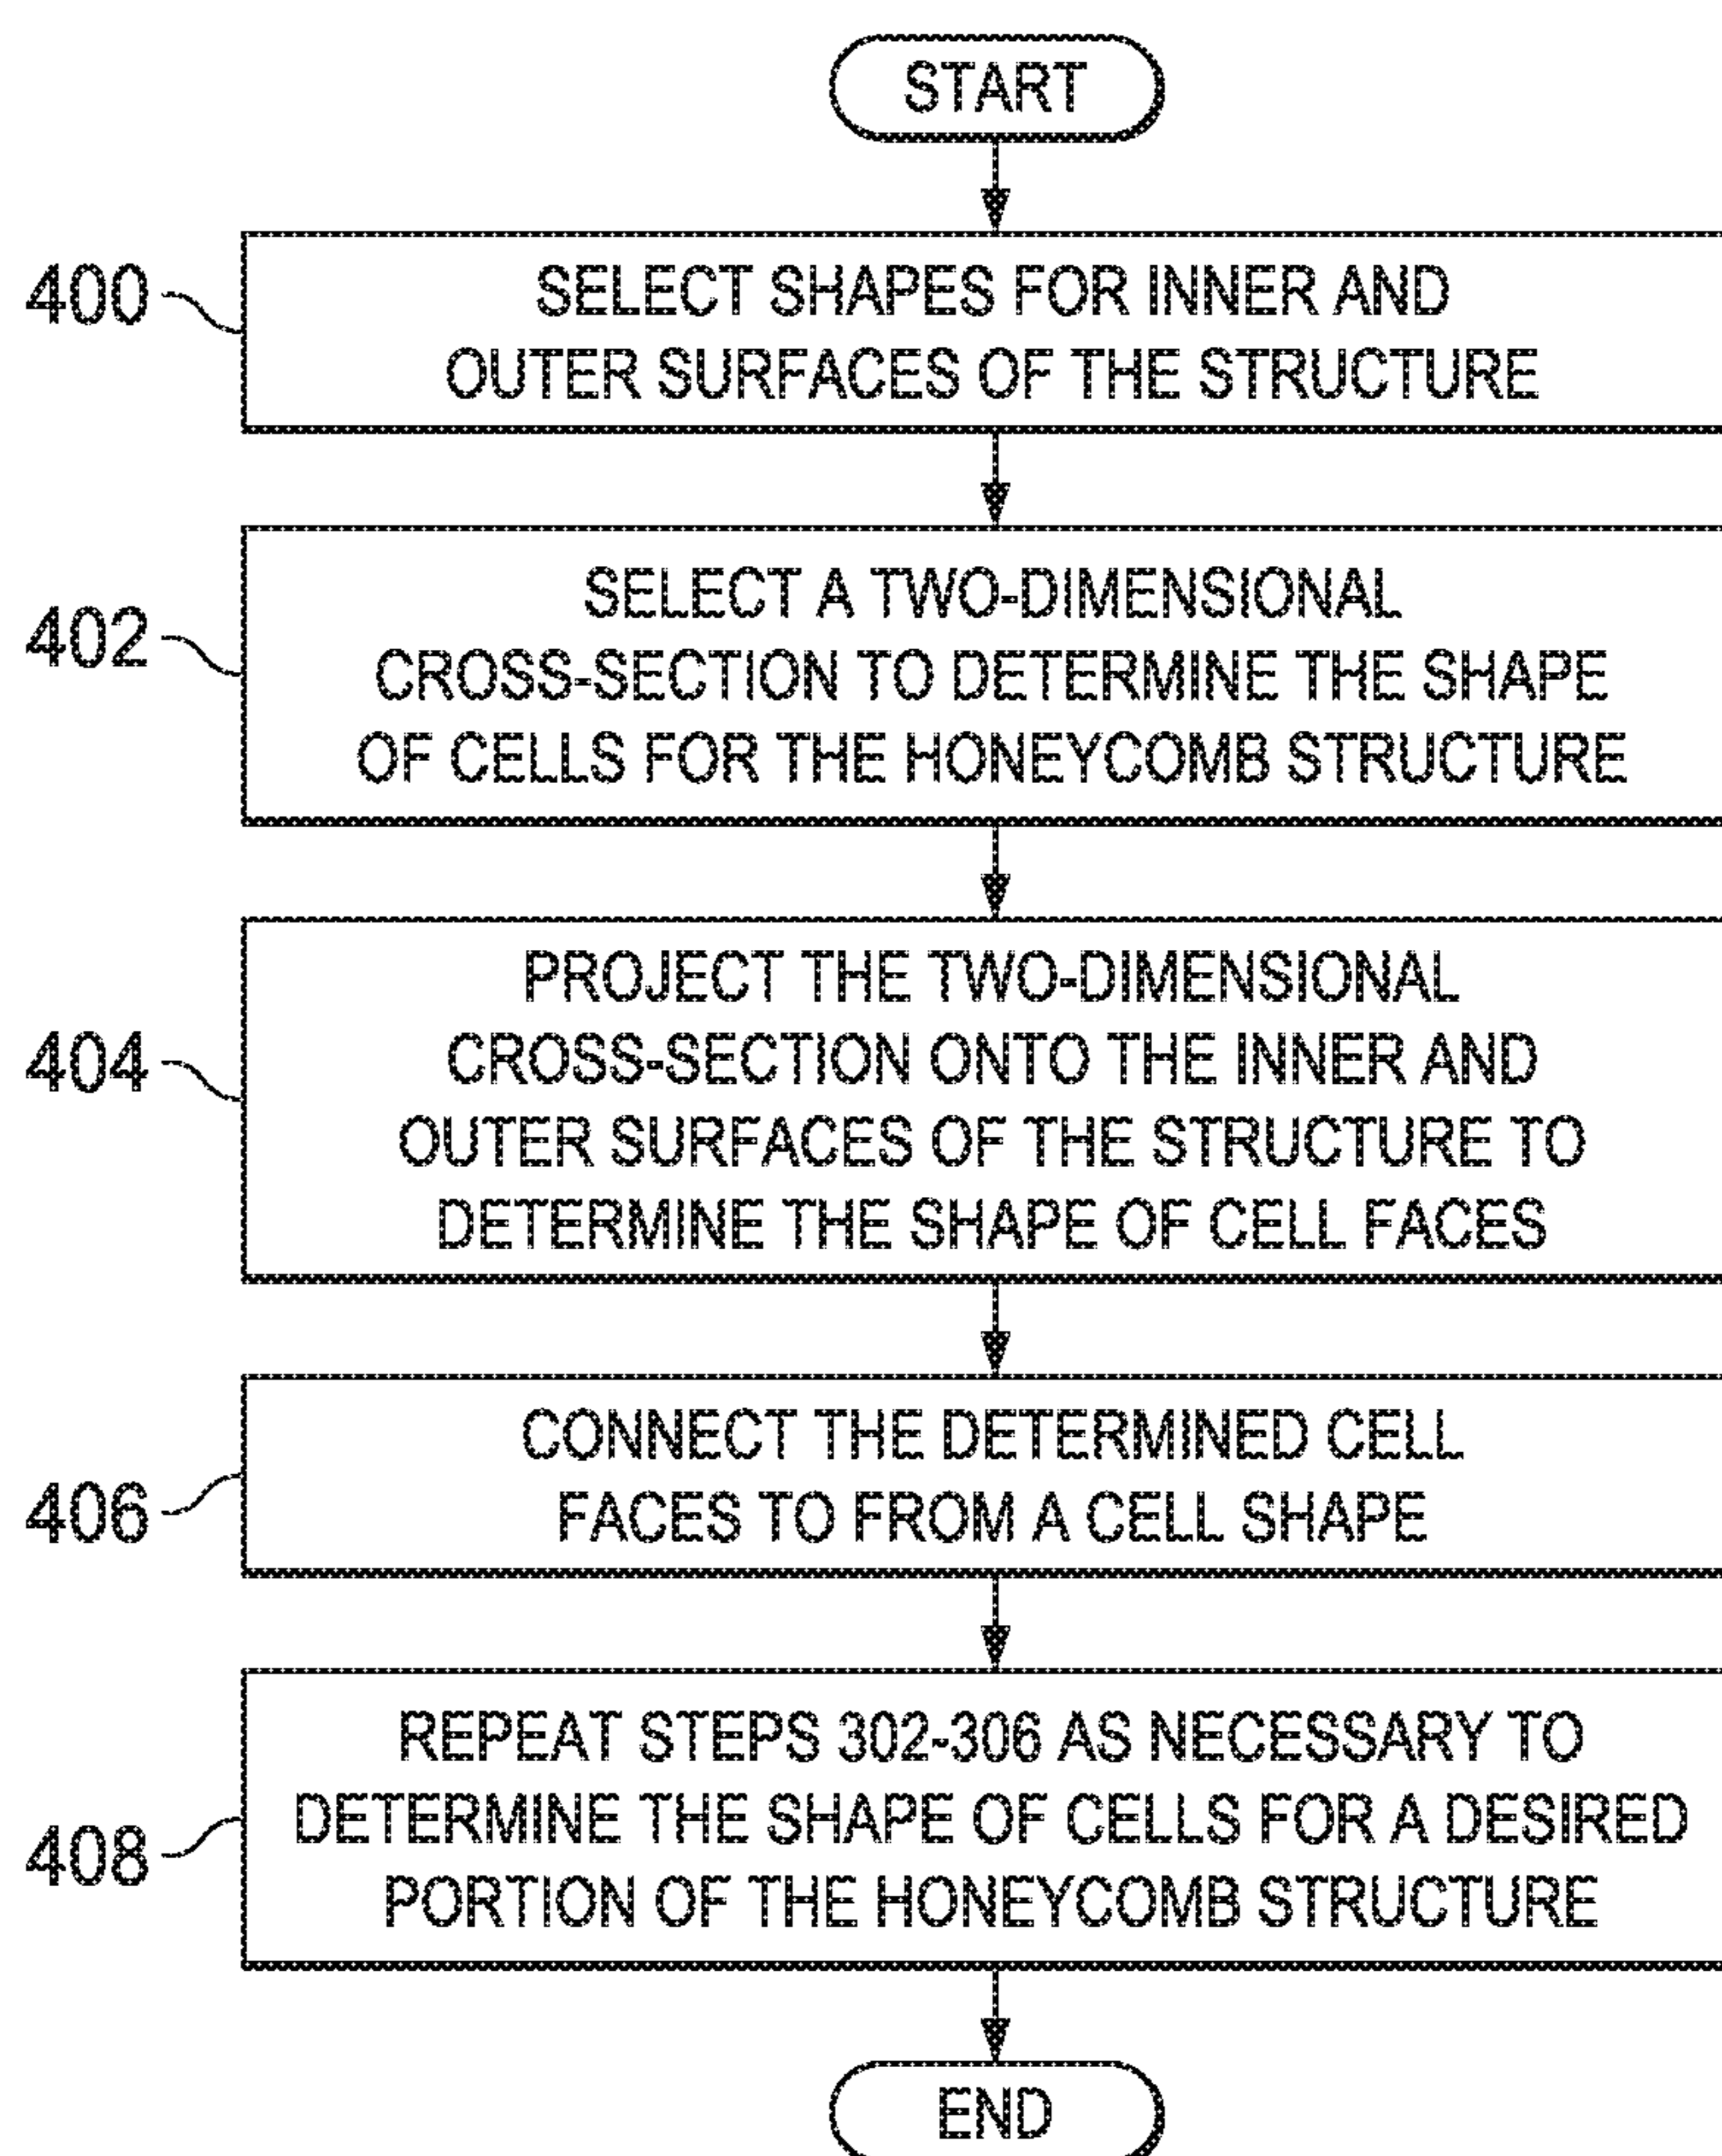 START
400
SELECT SHAPES FOR INNER AND
OUTER SURFACES OF THE STRUCTURE
402
SELECT A TWO-DIMENSIONAL
CROSS-SECTION TO DETERMINE THE SHAPE
OF CELLS FOR THE HONEYCOMB STRUCTURE
404
PROJECT THE TWO-DIMENSIONAL
CROSS-SECTION ONTO THE INNER AND
OUTER SURFACES OF THE STRUCTURE TO
DETERMINE THE SHAPE OF CELL FACES
406
CONNECT THE DETERMINED CELL
FACES TO FROM A CELL SHAPE
408
REPEAT STEPS 302-306 AS NECESSARY TO
DETERMINE THE SHAPE OF CELLS FOR A DESIRED
PORTION OF THE HONEYCOMB STRUCTURE
END